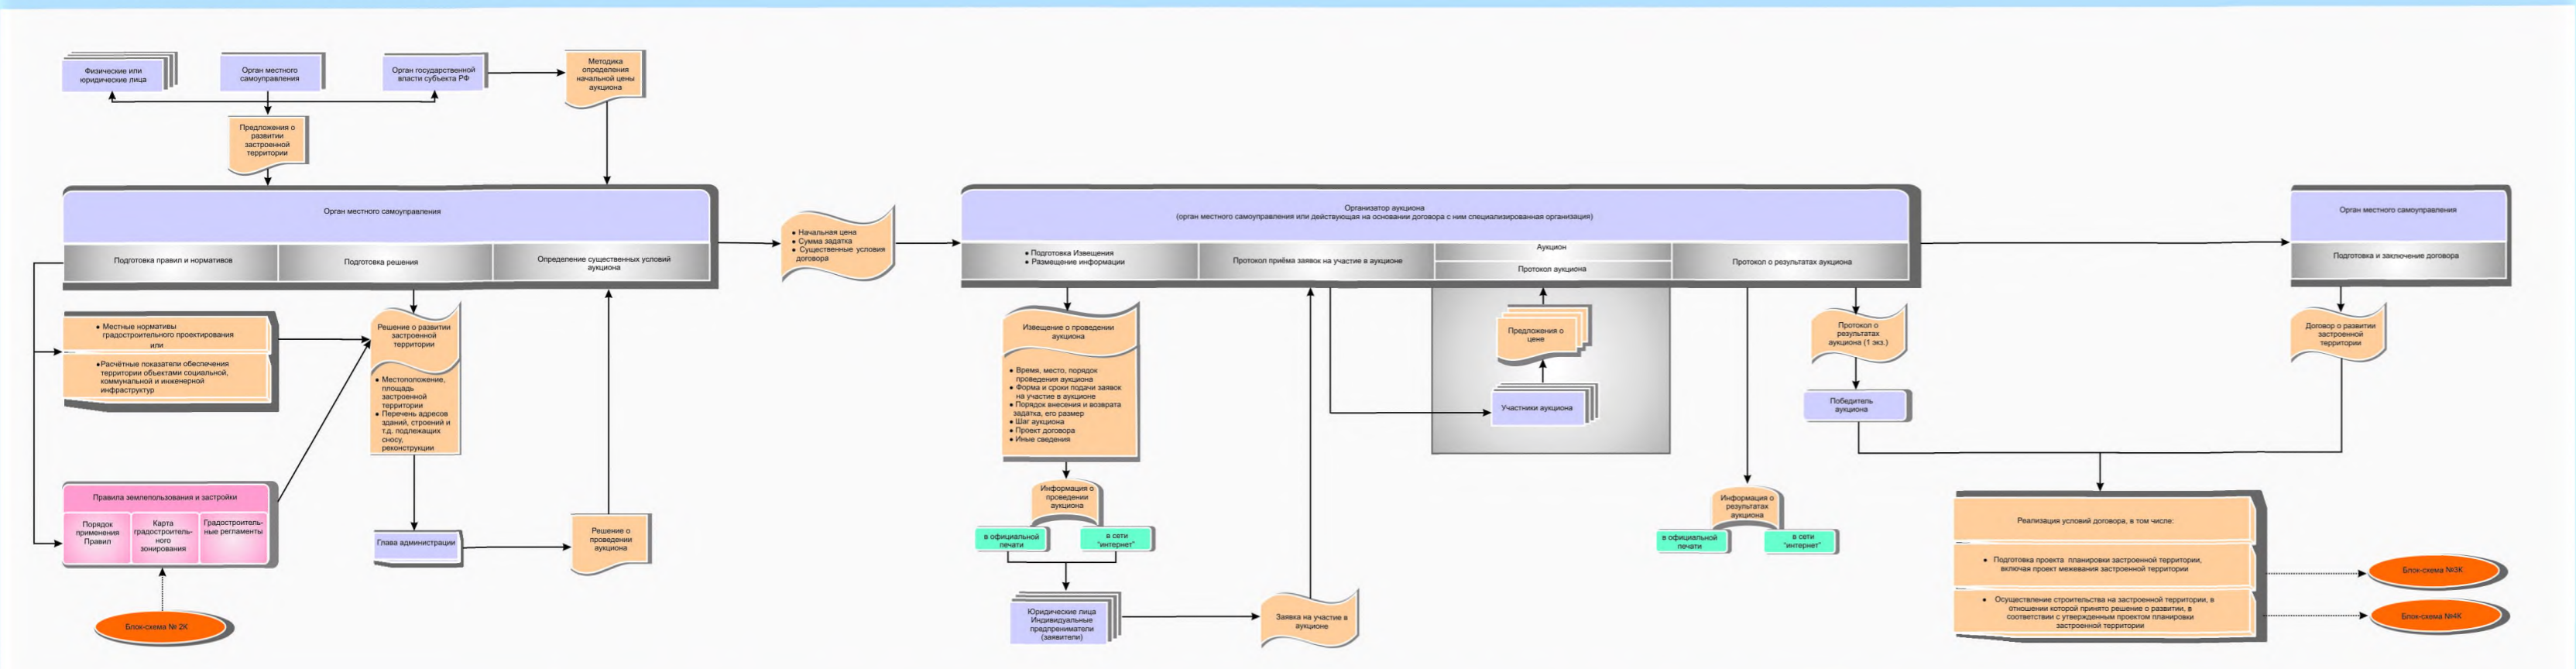 Физические или
юридические лица
Орган местного
самоуправления
Орган государственной
власти субъекта РФ
Методика
определения
начальной цены
аукциона
Предложения о
развитии
застроенной
территории
Орган местного самоуправления
Подготовка правил и нормативов
Подготовка решения
Определение существенных условий
аукциона
• Начальная цена
• Сумма задатка
• Существенные условия
договора
Организатор аукциона
(орган местного самоуправления или действующая на основании договора с ним специализированная организация)
• Подготовка Извещения
• Размещение информации
Протокол приёма заявок на участие в аукционе
Аукцион
Протокол аукциона
Протокол о результатах аукциона
Орган местного самоуправления
Подготовка и заключение договора
• Местные нормативы
градостроительного проектирования
или
•Расчётные показатели обеспечения
территории объектами социальной,
коммунальной и инженерной
инфраструктур
Решение о развитии
застроенной
территории
• Местоположение,
площадь
застроенной
территории
• Перечень адресов
зданий, строений и
т.д. подлежащих
сносу,
реконструкции
Правила землепользования и застройки
Порядок
применения
Правил
Карта
градостроитель-
ного
зонирования
Градостроитель-
ные регламенты
Блок-схема № 2К
Глава администрации
Решение о
проведении
аукциона
Извещение о проведении
аукциона
• Время, место, порядок
проведения аукциона
• Форма и сроки подачи заявок
на участие в аукционе
• Порядок внесения и возврата
задатка, его размер
• Шаг аукциона
• Проект договора
• Иные сведения
Информация о
проведении
аукциона
в официальной
печати
в сети
"интернет"
Юридические лица
Индивидуальные
предпрениматели
(заявители)
Заявка на участие в
аукционе
Предложения о
цене
Участники аукциона
Информация о
результатах
аукциона
в официальной
печати
в сети
"интернет"
Протокол о
результатах
аукциона (1 экз.)
Победитель
аукциона
Договор о развитии
застроенной
территории
Реализация условий договора, в том числе:
• Подготовка проекта планировки застроенной территории,
включая проект межевания застроенной территории
• Осуществление строительства на застроенной территории, в
отношении которой принято решение о развитии, в
соответствии с утвержденным проектом планировки
застроенной территории
Блок-схема №3К
Блок-схема №4К